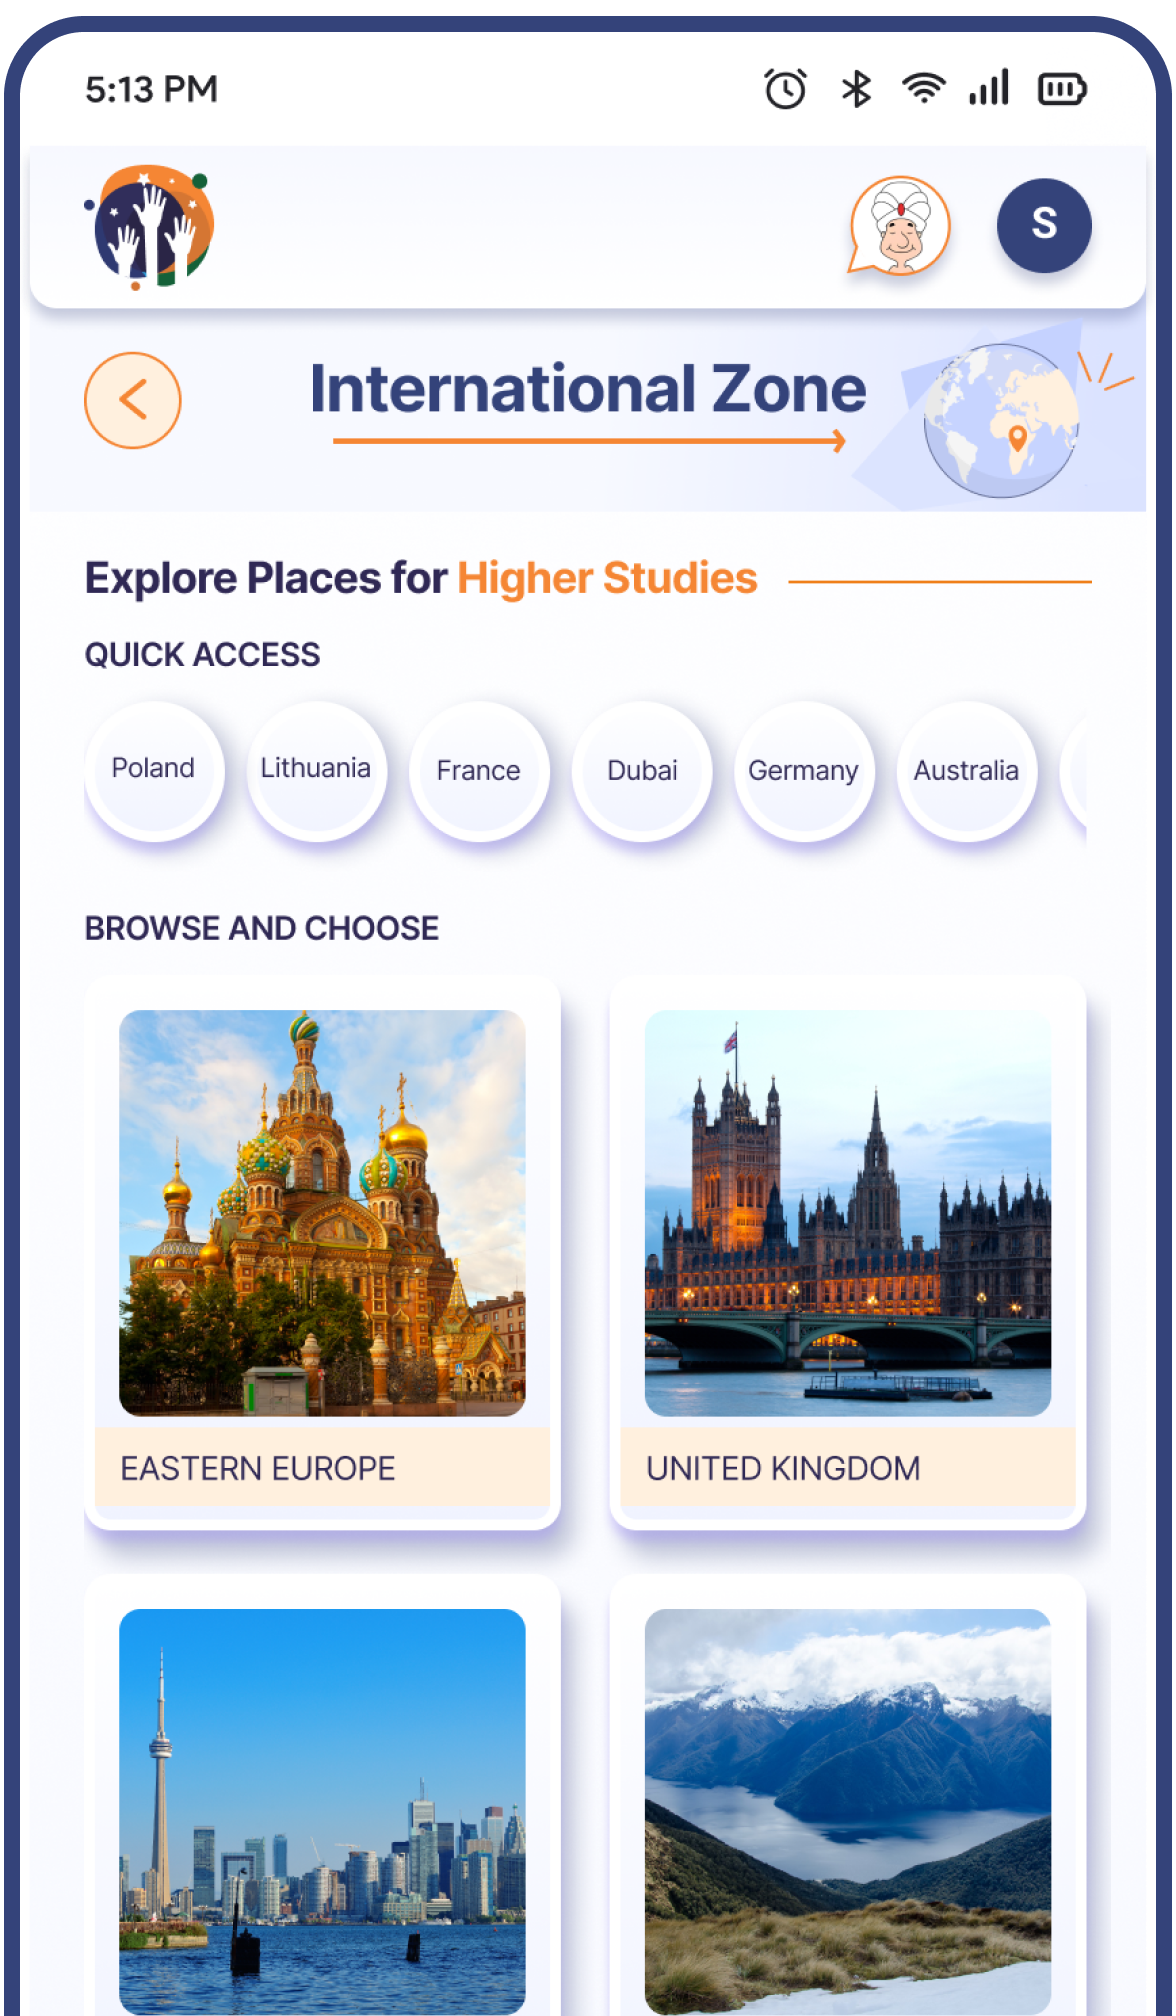 5:13 PM
S
International Zone
Explore Places for Higher Studies
QUICK ACCESS
Poland
Lithuania
France
Dubai
Germany
Australia
BROWSE AND CHOOSE
EASTERN EUROPE
UNITED KINGDOM